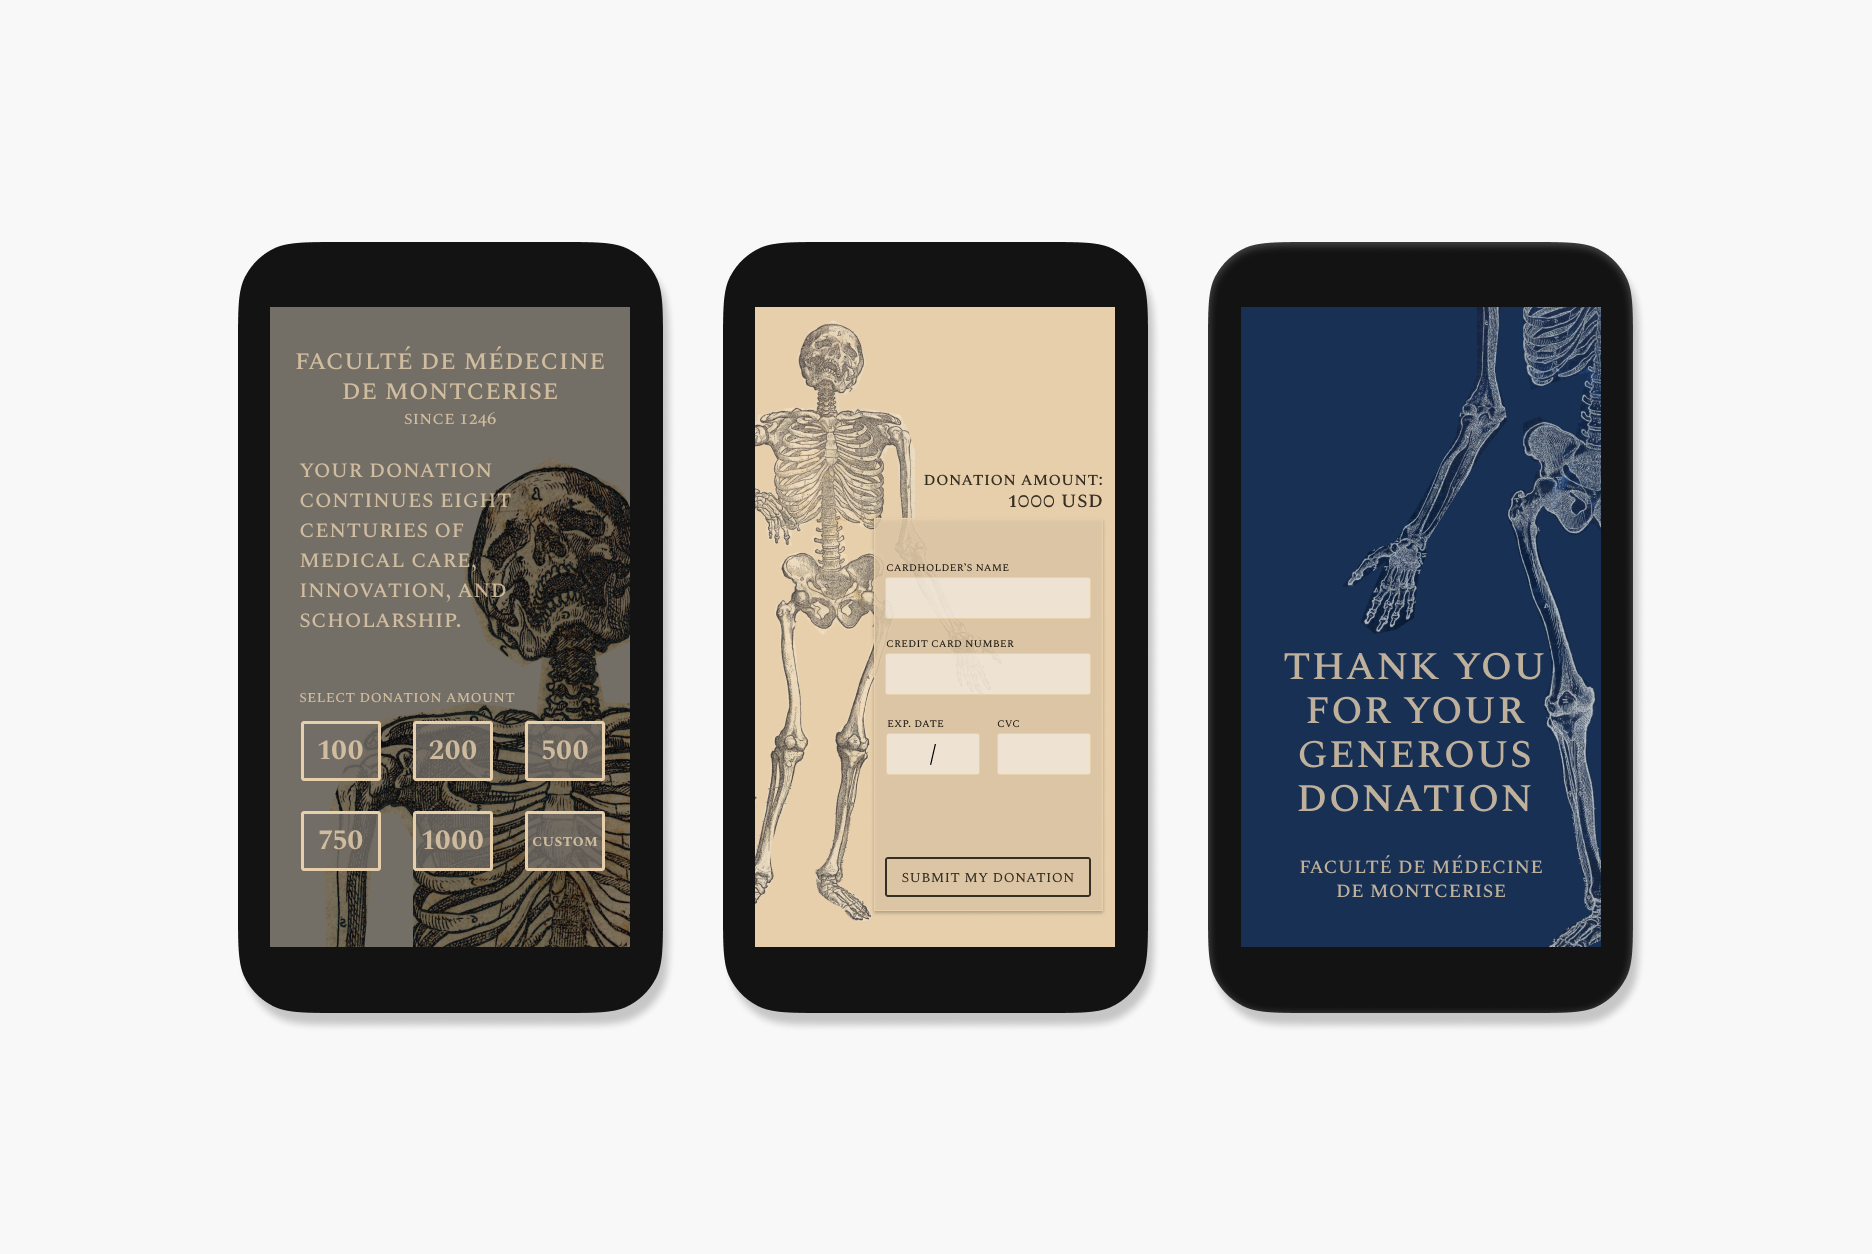 FACULTÉ DE MÉDECINE
DE MONTCERISE
SINCE 1246
YOUR DONATION
CONTINUES EIGHT
CENTURIES OF
MEDICAL CARE,
INNOVATION, AND
SCHOLARSHIP.
SELECT DONATION AMOUNT
100 200 500
750 1000 CUSTOM
DONATION AMOUNT:
1000 USD
CARDHOLDER'S NAME
CREDIT CARD NUMBER
EXP. DATE CVC
/
SUBMIT MY DONATION
THANK YOU
FOR YOUR
GENEROUS
DONATION
FACULTÉ DE MÉDECINE
DE MONTCERISE